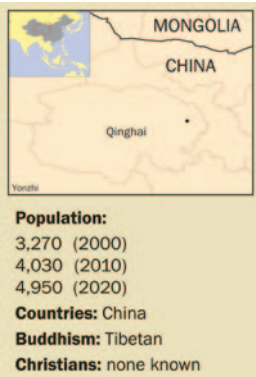 MONGOLIA
CHINA
Qinghai
Yonzhi
Population:
3,270 (2000)
4,030 (2010)
4,950 (2020)
Countries: China
Buddhism: Tibetan
Christians: none known